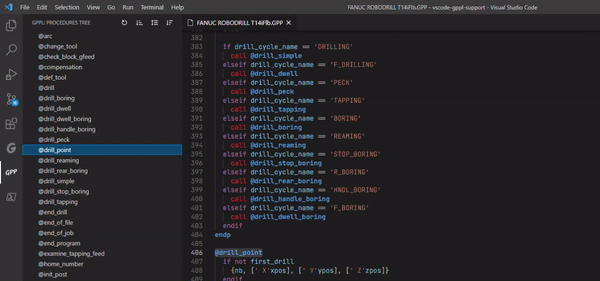 File Edit Selection View Go Run Terminal Help
FANUC ROBODRILL T14iFlb.GPP - vscode-gppl-support - Visual Studio Code
GPPL: PROCEDURES TREE
@arc
@change_tool
@check_block_gfeed
@compensation
@def_tool
@drill
@drill_boring
@drill_dwell
@drill_dwell_boring
@drill_handle_boring
@drill_peck
@drill_point
@drill_reaming
@drill_rear_boring
@drill_simple
@drill_stop_boring
@drill_tapping
@end_drill
@end_of_file
@end_of_job
@end_program
@examine_tapping_feed
@home_number
@init_post
GPP
FANUC ROBODRILL T14iFlb.GPP
382
383 if drill_cycle_name == 'DRILLING'
384 call @drill_simple
385 elseif drill_cycle_name == 'F_DRILLING'
386 call @drill_dwell
387 elseif drill_cycle_name == 'PECK'
388 call @drill_peck
389 elseif drill_cycle_name == 'TAPPING'
390 call @drill_tapping
391 elseif drill_cycle_name == 'BORING'
392 call @drill_boring
393 elseif drill_cycle_name == 'REAMING'
394 call @drill_reaming
395 elseif drill_cycle_name == 'STOP_BORING'
396 call @drill_stop_boring
397 elseif drill_cycle_name == 'R_BORING'
398 call @drill_rear_boring
399 elseif drill_cycle_name == 'HNDL_BORING'
400 call @drill_handle_boring
401 elseif drill_cycle_name == 'F_BORING'
402 call @drill_dwell_boring
403 endif
404 endp
405
406 @drill_point
407 if not first_drill
408 {nb, [' X'xpos], [' Y'ypos], [' Z'zpos]}
409 endif